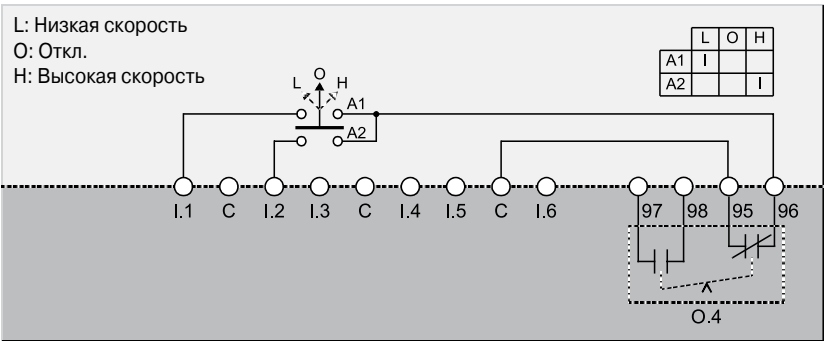 L: Низкая скорость
O: Откл.
H: Высокая скорость
L O H
A1 I
A2 I
L O H
A1
A2
I.1 C I.2 I.3 C I.4 I.5 C I.6 97 98 95 96
O.4